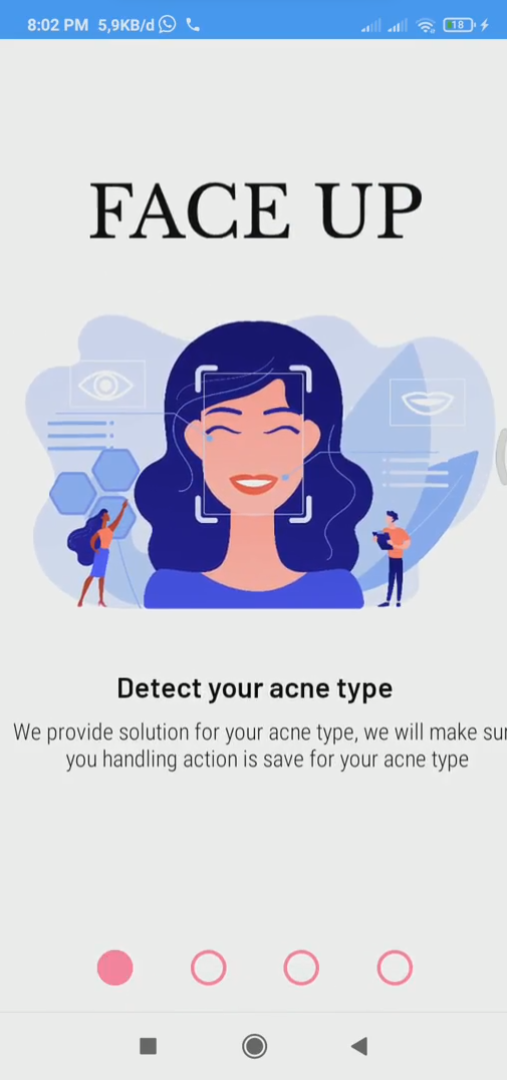 8:02 PM 5,9KB/d 18
FACE UP
Detect your acne type
We provide solution for your acne type, we will make sur
you handling action is save for your acne type